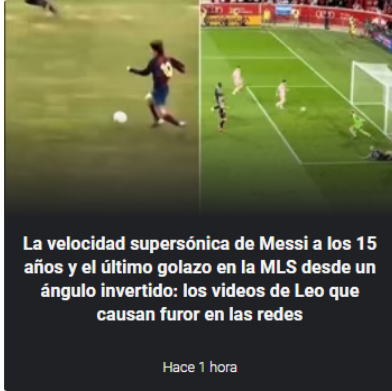 La velocidad supersónica de Messi a los 15
años y el último golazo en la MLS desde un
ángulo invertido: los videos de Leo que
causan furor en las redes
Hace 1 hora